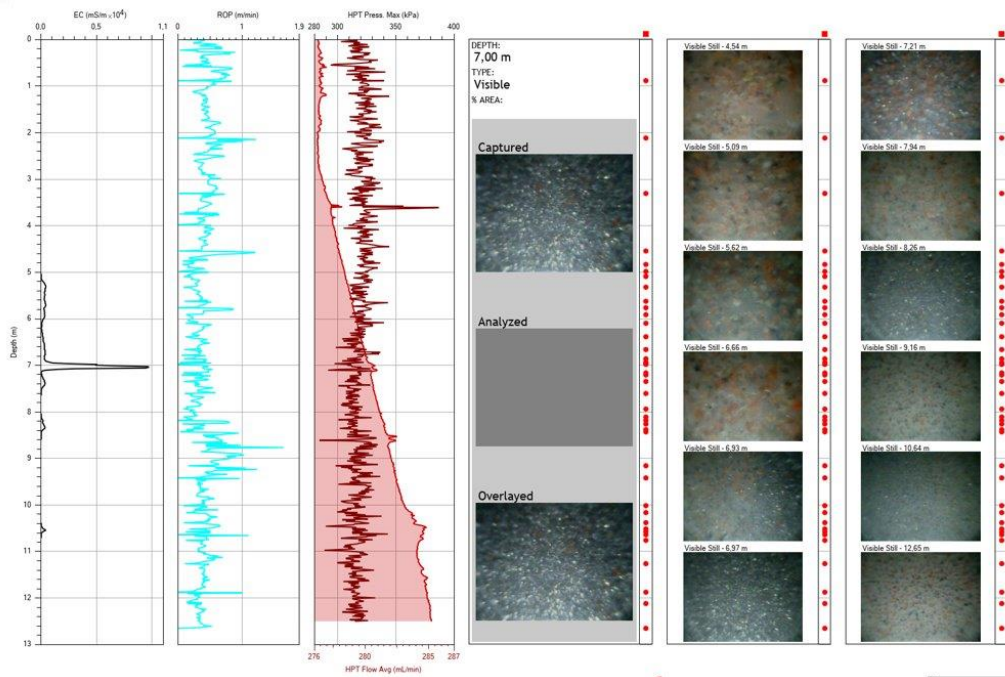 EC (mS/m x10⁴)
0,0 0,5 1,1
ROP (m/min)
0 1 1,9
HPT Press. Max (kPa)
280 300 350 400
Depth (m)
0
1
2
3
4
5
6
7
8
9
10
11
12
13
276 280 285 287
HPT Flow Avg (mL/min)
DEPTH:
7,00 m
TYPE:
Visible
% AREA:
Captured
Analyzed
Overlayed
Visible Still - 4,54 m
Visible Still - 5,09 m
Visible Still - 5,62 m
Visible Still - 6,66 m
Visible Still - 6,93 m
Visible Still - 6,97 m
Visible Still - 7,21 m
Visible Still - 7,94 m
Visible Still - 8,26 m
Visible Still - 9,16 m
Visible Still - 10,64 m
Visible Still - 12,65 m